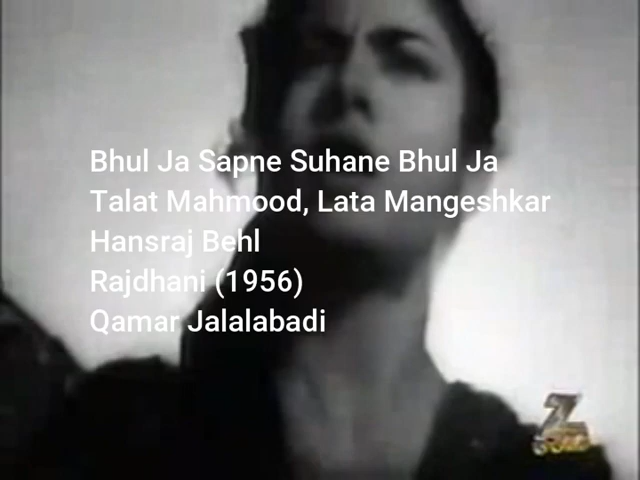 Bhul Ja Sapne Suhane Bhul Ja
Talat Mahmood, Lata Mangeshkar
Hansraj Behl
Rajdhani (1956)
Qamar Jalalabadi
Z